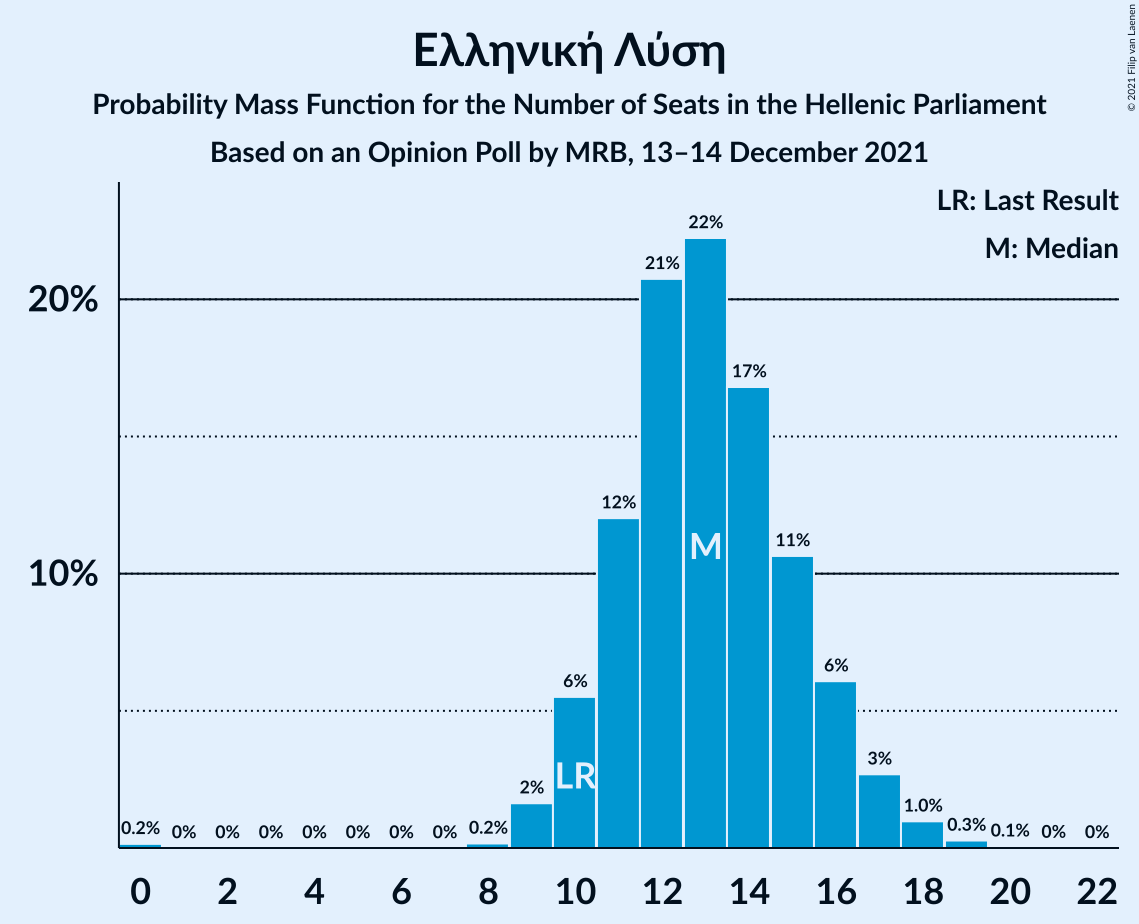 Ελληνική Λύση
Probability Mass Function for the Number of Seats in the Hellenic Parliament
Based on an Opinion Poll by MRB, 13–14 December 2021
© 2021 Filip van Laenen
LR: Last Result
M: Median
20%
10%
0.2% 0% 0% 0% 0% 0% 0% 0% 0.2% 2% 6% 12% 21% 22% 17% 11% 6% 3% 1.0% 0.3% 0.1% 0% 0%
LR M
0 2 4 6 8 10 12 14 16 18 20 22